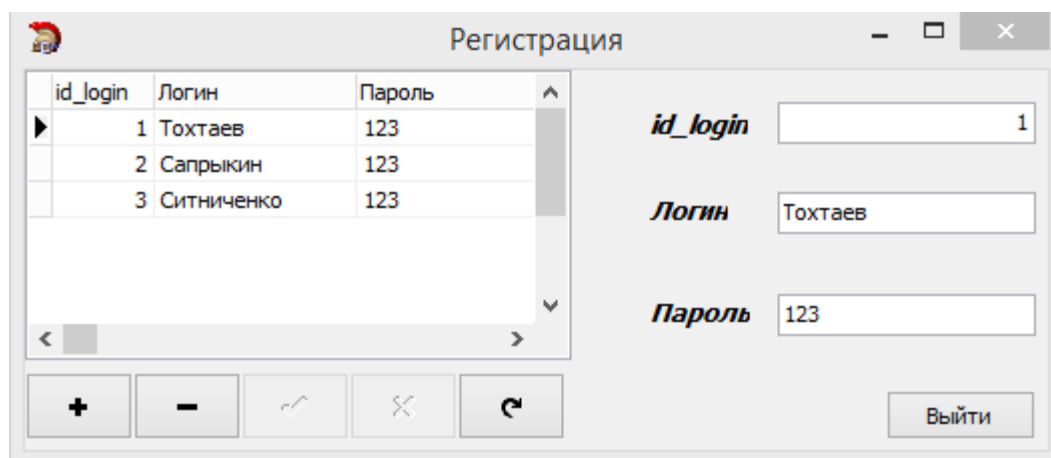 Регистрация
id_login Логин Пароль
1 Тохтаев 123
2 Сапрыкин 123
3 Ситниченко 123
id_login 1
Логин Тохтаев
Пароль 123
Выйти